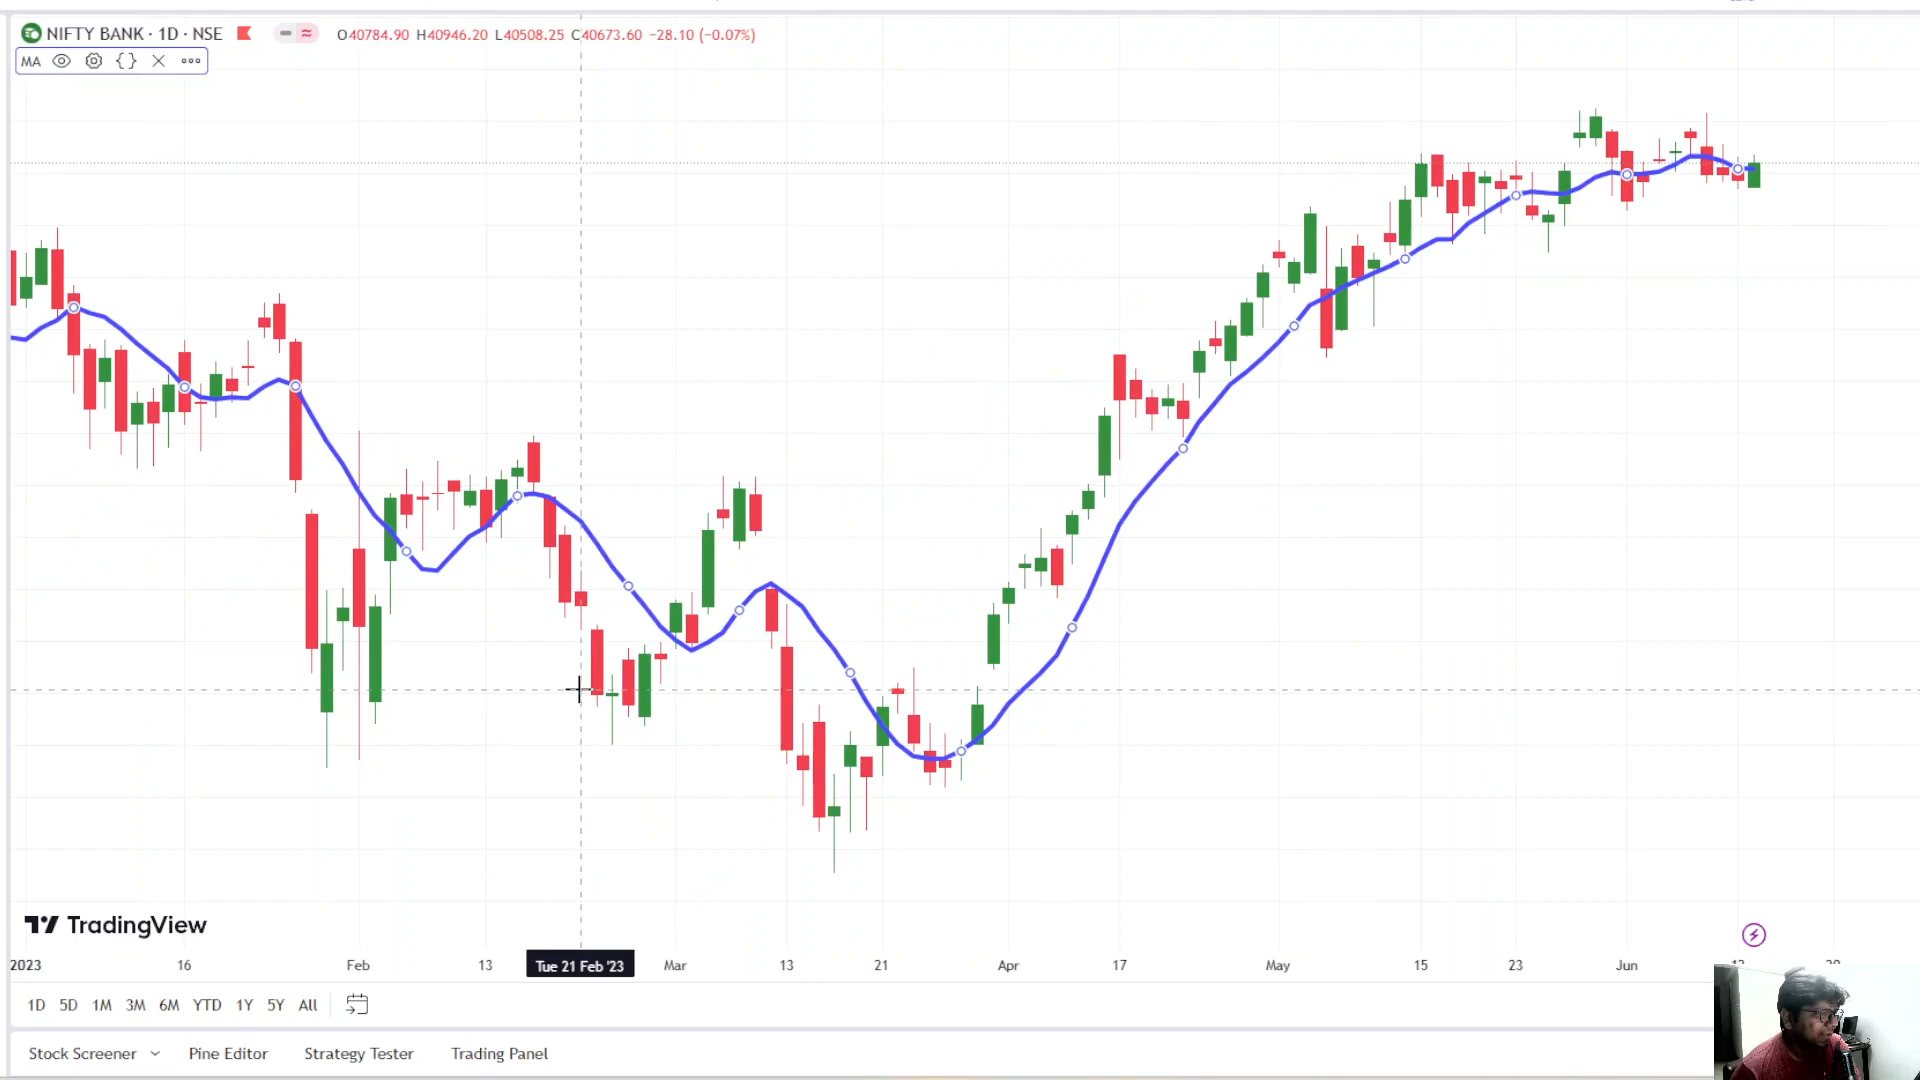 NIFTY BANK · 1D · NSE O40784.90 H40946.20 L40508.25 C40673.60 −28.10 (−0.07%)
MA
TradingView
2023 16 Feb 13 Tue 21 Feb '23 Mar 13 21 Apr 17 May 15 23 Jun
1D 5D 1M 3M 6M YTD 1Y 5Y All
Stock Screener Pine Editor Strategy Tester Trading Panel